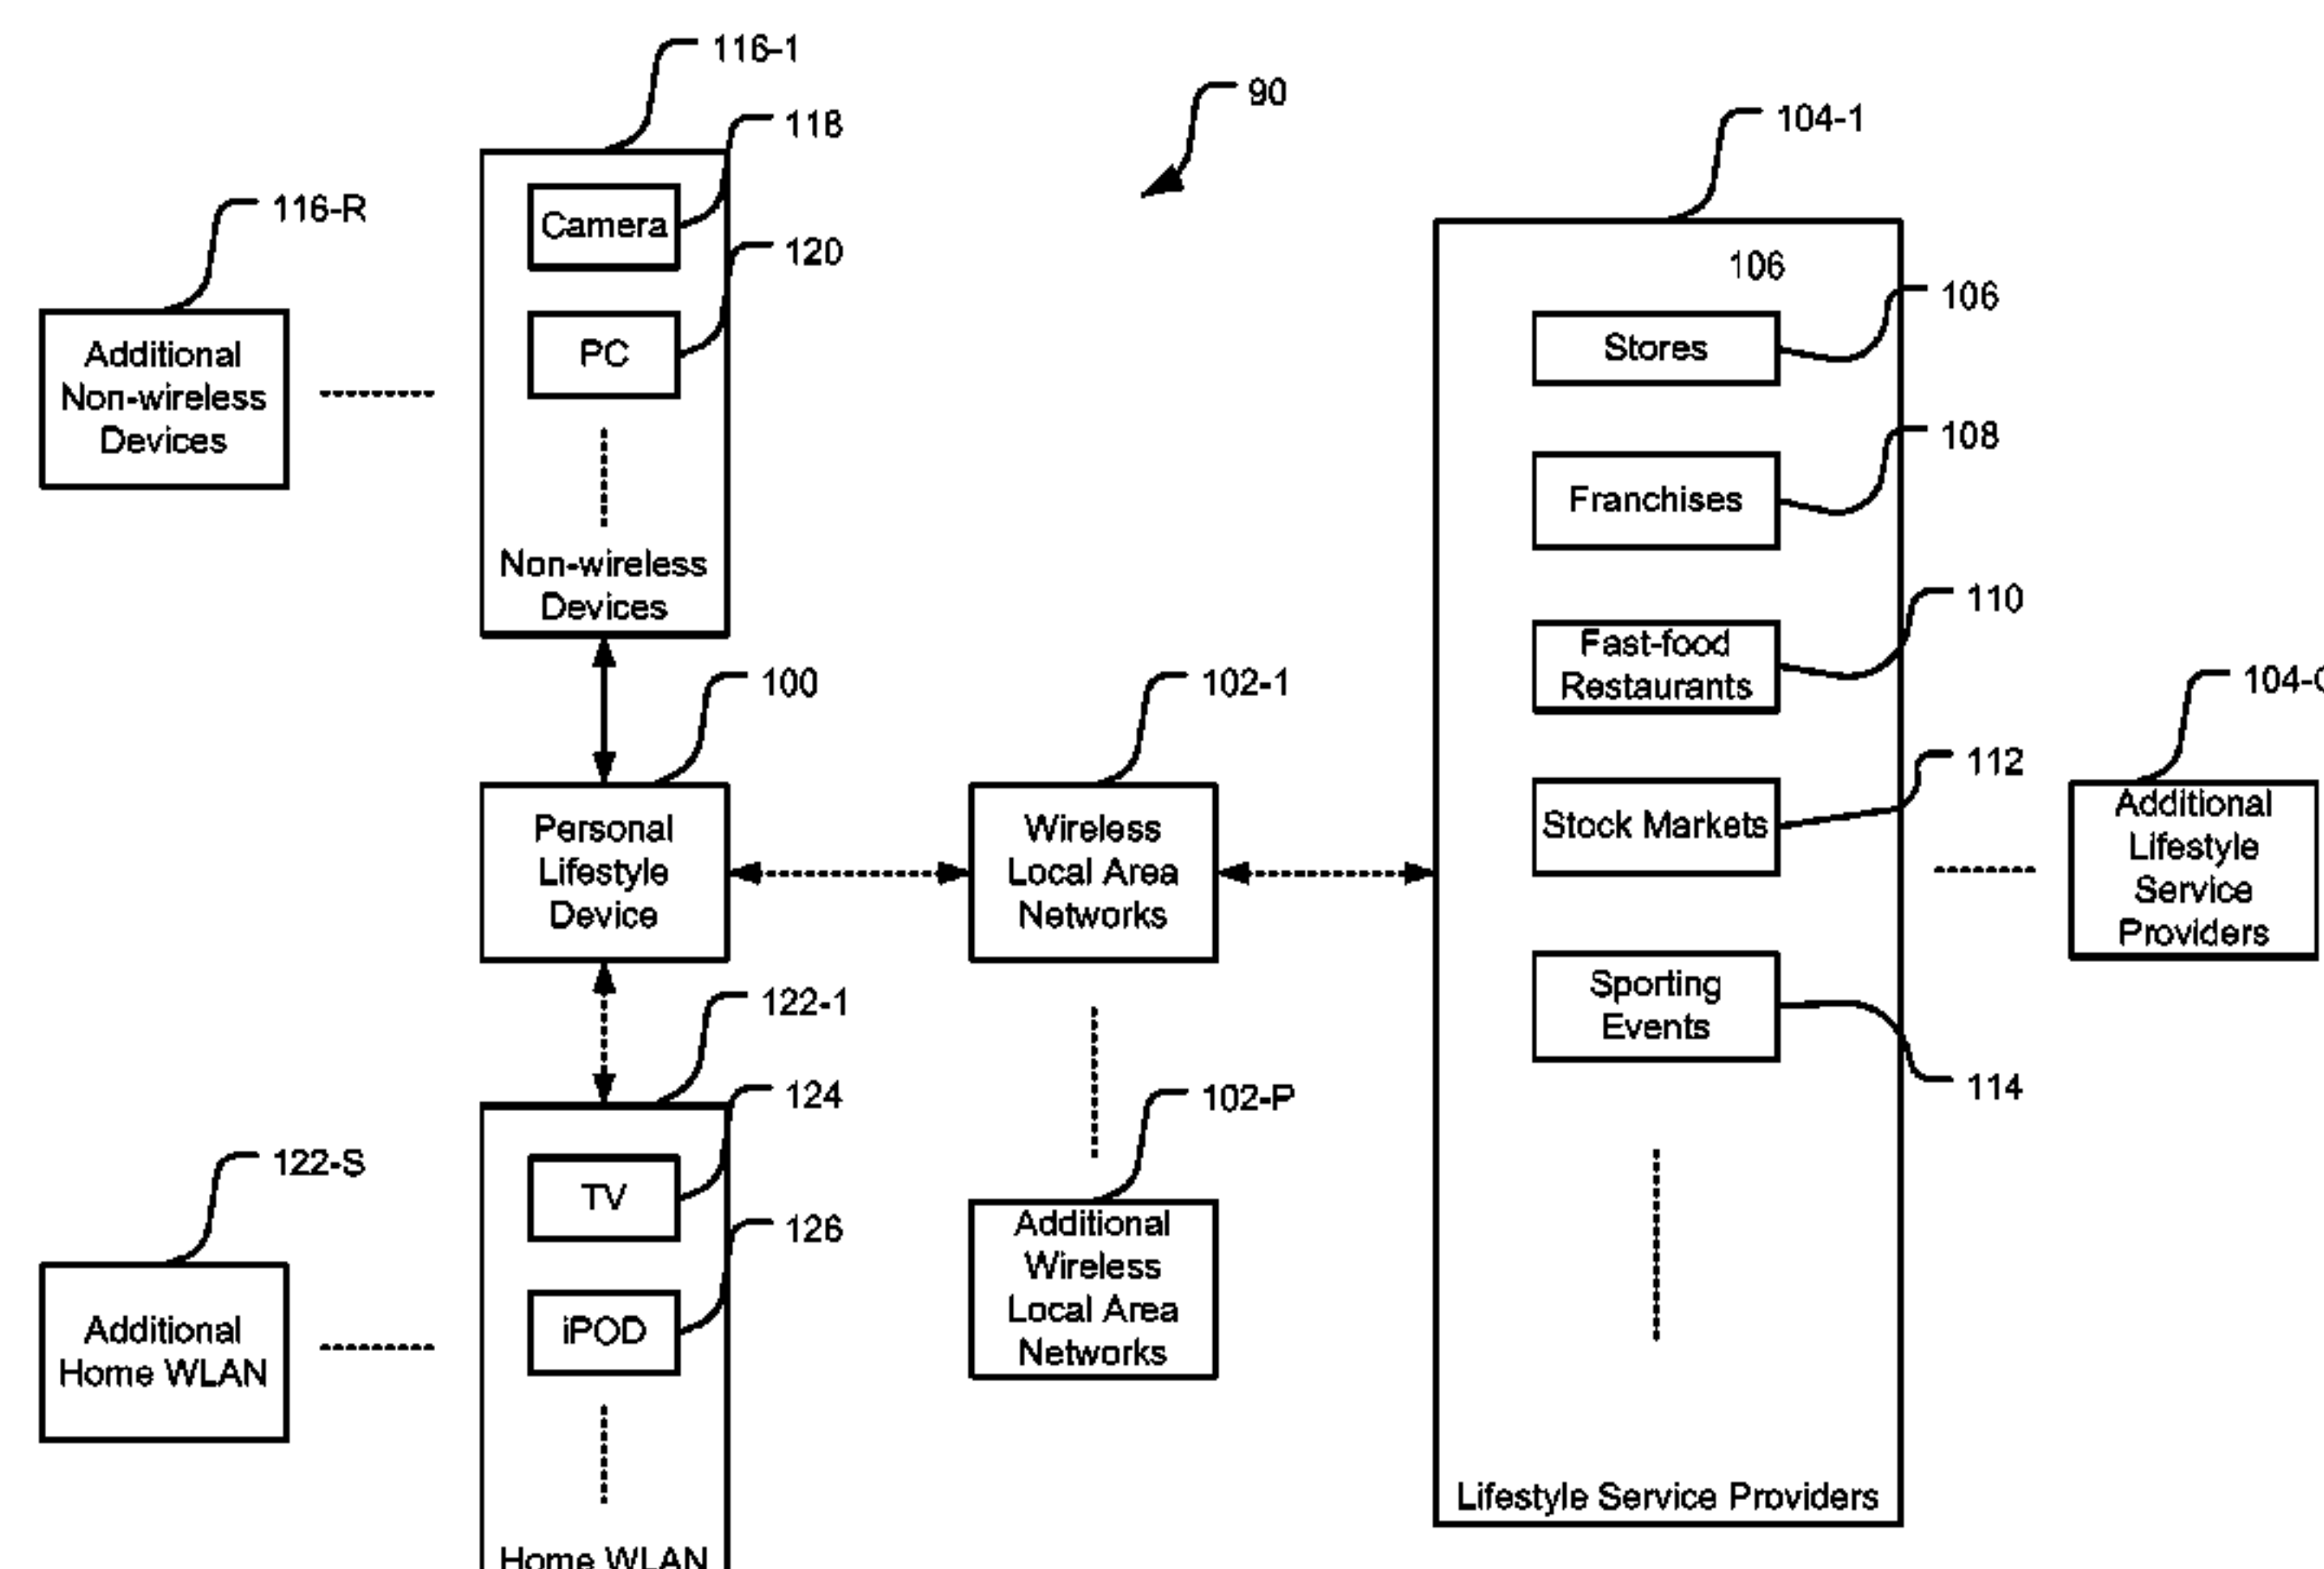 116-1
90
118
104-1
116-R
Camera
120
106
106
Additional
Non-wireless
Devices
PC
Stores
108
Franchises
Non-wireless
Devices
110
Fast-food
Restaurants
100
102-1
112
Personal
Lifestyle
Device
Wireless
Local Area
Networks
Stock Markets
Additional
Lifestyle
Service
Providers
122-1
Sporting
Events
124
102-P
114
122-S
TV
126
Additional
Wireless
Local Area
Networks
Additional
Home WLAN
iPOD
Lifestyle Service Providers
Home WLAN